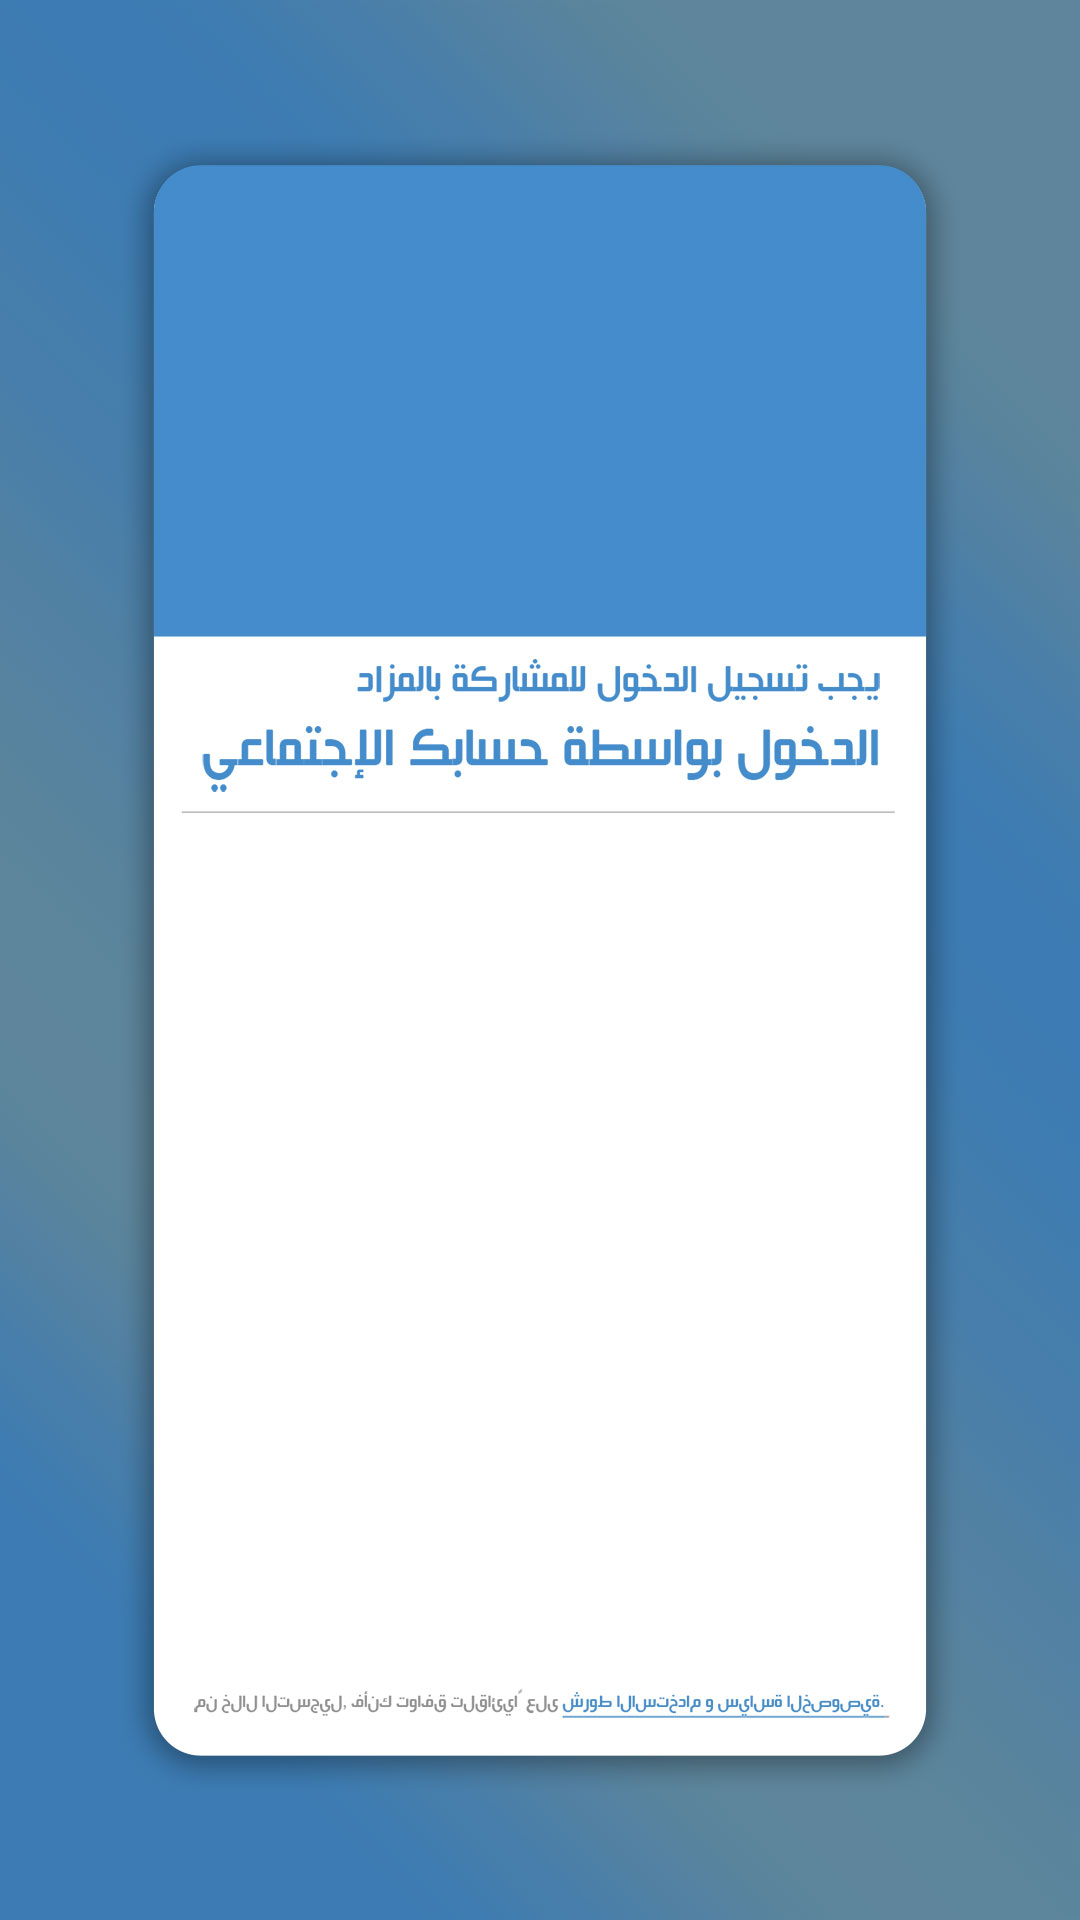 يجب تسجيل الدخول للمشاركة بالمزاد
الدخول بواسطة حسابك الإجتماعي
من خلال التسجيل, فأنك توافق تلقائياً على شروط الاستخدام و سياسة الخصوصية.